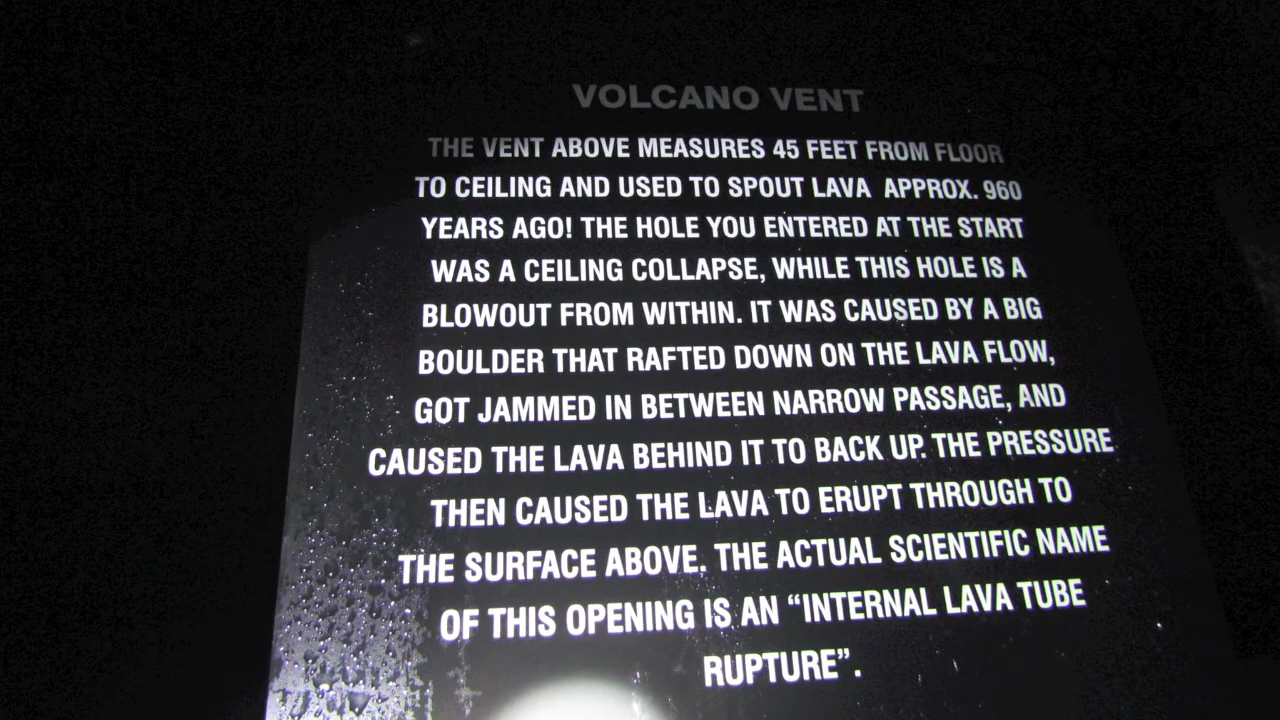 VOLCANO VENT
THE VENT ABOVE MEASURES 45 FEET FROM FLOOR
TO CEILING AND USED TO SPOUT LAVA APPROX. 960
YEARS AGO! THE HOLE YOU ENTERED AT THE START
WAS A CEILING COLLAPSE, WHILE THIS HOLE IS A
BLOWOUT FROM WITHIN. IT WAS CAUSED BY A BIG
BOULDER THAT RAFTED DOWN ON THE LAVA FLOW,
GOT JAMMED IN BETWEEN NARROW PASSAGE, AND
CAUSED THE LAVA BEHIND IT TO BACK UP. THE PRESSURE
THEN CAUSED THE LAVA TO ERUPT THROUGH TO
THE SURFACE ABOVE. THE ACTUAL SCIENTIFIC NAME
OF THIS OPENING IS AN “INTERNAL LAVA TUBE
RUPTURE”.